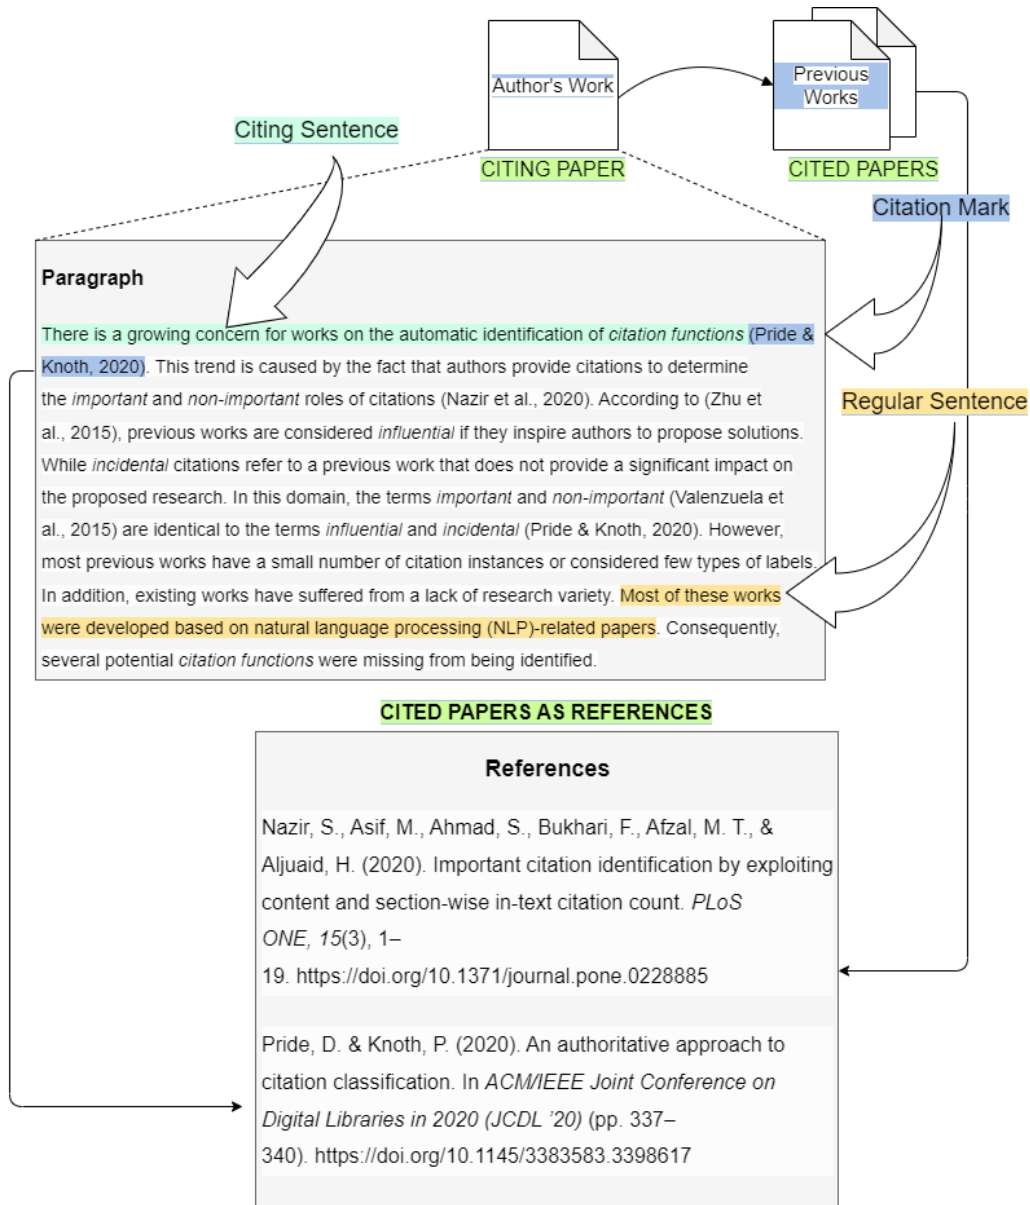 Author's Work
Previous
Works
Citing Sentence
CITING PAPER
CITED PAPERS
Citation Mark
Paragraph
There is a growing concern for works on the automatic identification of citation functions (Pride &
Knoth, 2020). This trend is caused by the fact that authors provide citations to determine
the important and non-important roles of citations (Nazir et al., 2020). According to (Zhu et
al., 2015), previous works are considered influential if they inspire authors to propose solutions.
While incidental citations refer to a previous work that does not provide a significant impact on
the proposed research. In this domain, the terms important and non-important (Valenzuela et
al., 2015) are identical to the terms influential and incidental (Pride & Knoth, 2020). However,
most previous works have a small number of citation instances or considered few types of labels.
In addition, existing works have suffered from a lack of research variety. Most of these works
were developed based on natural language processing (NLP)-related papers. Consequently,
several potential citation functions were missing from being identified.
Regular Sentence
CITED PAPERS AS REFERENCES
References
Nazir, S., Asif, M., Ahmad, S., Bukhari, F., Afzal, M. T., &
Aljuaid, H. (2020). Important citation identification by exploiting
content and section-wise in-text citation count. PLoS
ONE, 15(3), 1–
19. https://doi.org/10.1371/journal.pone.0228885
Pride, D. & Knoth, P. (2020). An authoritative approach to
citation classification. In ACM/IEEE Joint Conference on
Digital Libraries in 2020 (JCDL '20) (pp. 337–
340). https://doi.org/10.1145/3383583.3398617